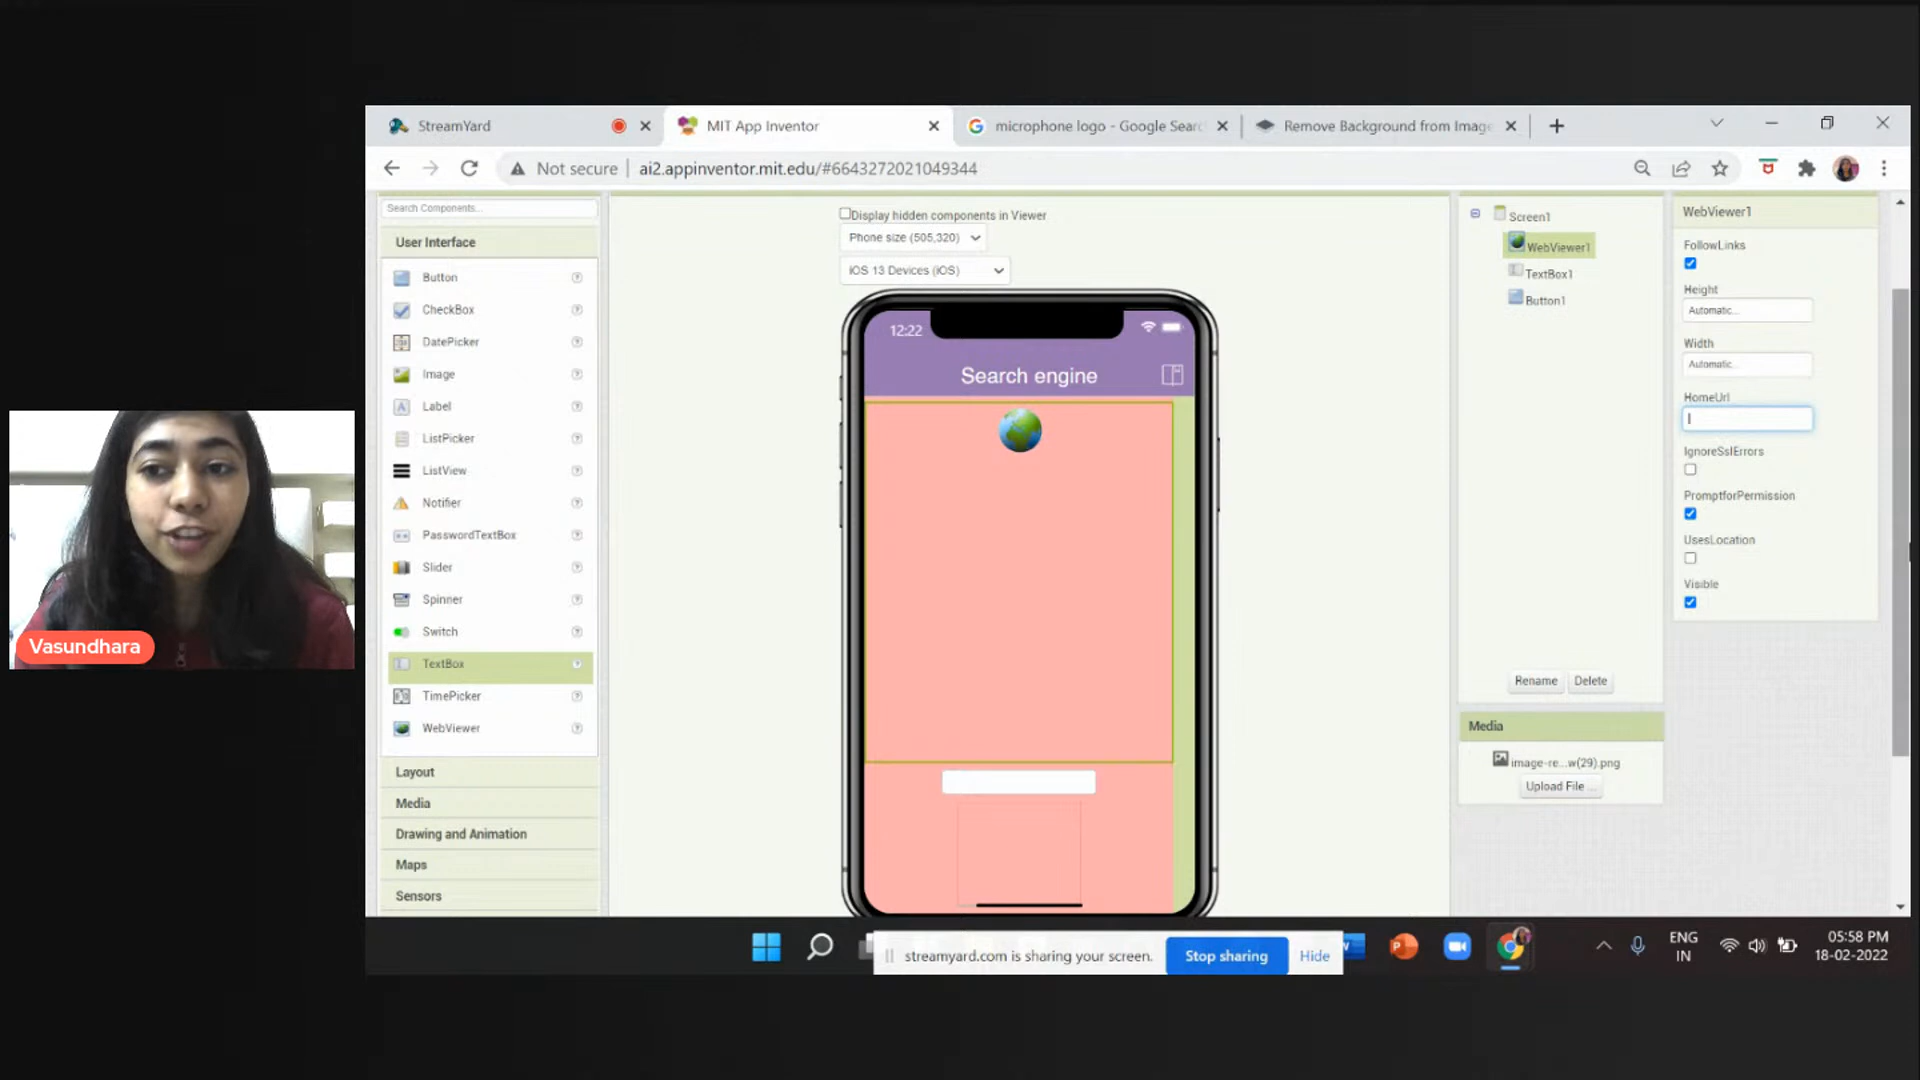 StreamYard
MIT App Inventor
microphone logo - Google Searc
Remove Background from Image
Not secure
ai2.appinventor.mit.edu/#6643272021049344
Search Components...
User Interface
Button
CheckBox
DatePicker
Image
Label
ListPicker
ListView
Notifier
PasswordTextBox
Slider
Spinner
Switch
TextBox
TimePicker
WebViewer
Layout
Media
Drawing and Animation
Maps
Sensors
Display hidden components in Viewer
Phone size (505,320)
iOS 13 Devices (iOS)
12:22
Search engine
Screen1
WebViewer1
TextBox1
Button1
Rename
Delete
Media
image-re...w(29).png
Upload File ...
WebViewer1
FollowLinks
Height
Automatic...
Width
Automatic...
HomeUrl
IgnoreSslErrors
PromptforPermission
UsesLocation
Visible
Vasundhara
streamyard.com is sharing your screen.
Stop sharing
Hide
ENG
IN
05:58 PM
18-02-2022